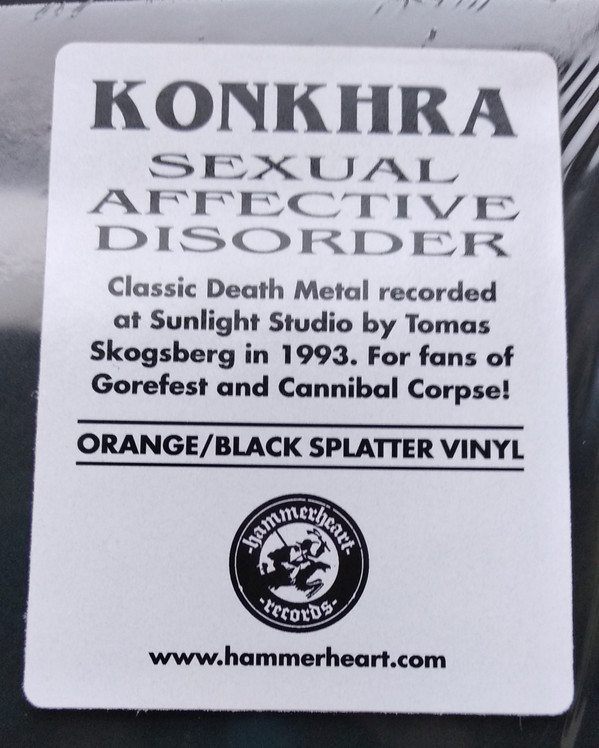 KONKHRA
SEXUAL
AFFECTIVE
DISORDER
Classic Death Metal recorded
at Sunlight Studio by Tomas
Skogsberg in 1993. For fans of
Gorefest and Cannibal Corpse!
ORANGE/BLACK SPLATTER VINYL
-hammerheart-
-records-
www.hammerheart.com